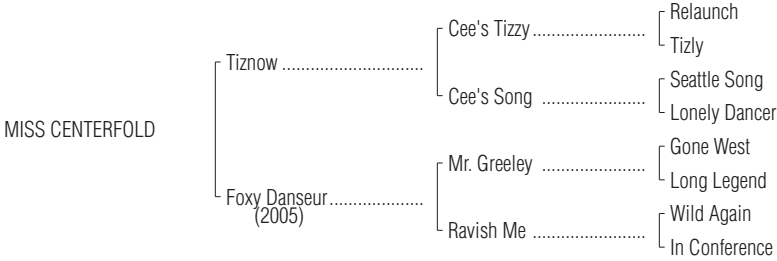 Relaunch
Cee's Tizzy ..........................
Tizly
Tiznow .................................
Seattle Song
Cee's Song ........................
Lonely Dancer
MISS CENTERFOLD
Gone West
Mr. Greeley ........................
Long Legend
Foxy Danseur......................
(2005)
Wild Again
Ravish Me ..........................
In Conference